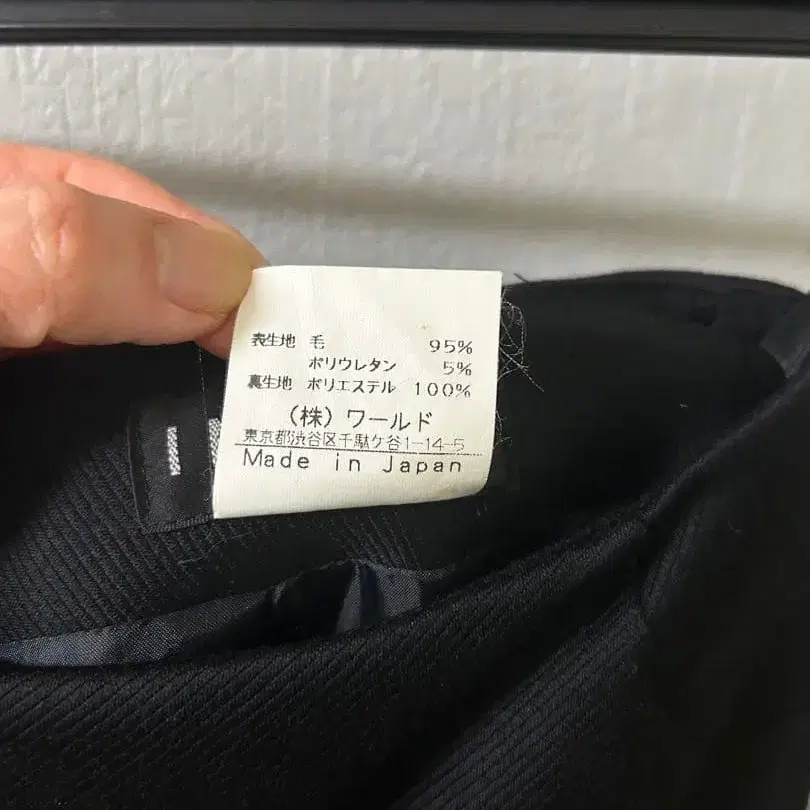 表生地 毛 95%
ポリウレタン 5%
裏生地 ポリエステル 100%
(株) ワールド
東京都渋谷区千駄ケ谷1-14-5
Made in Japan